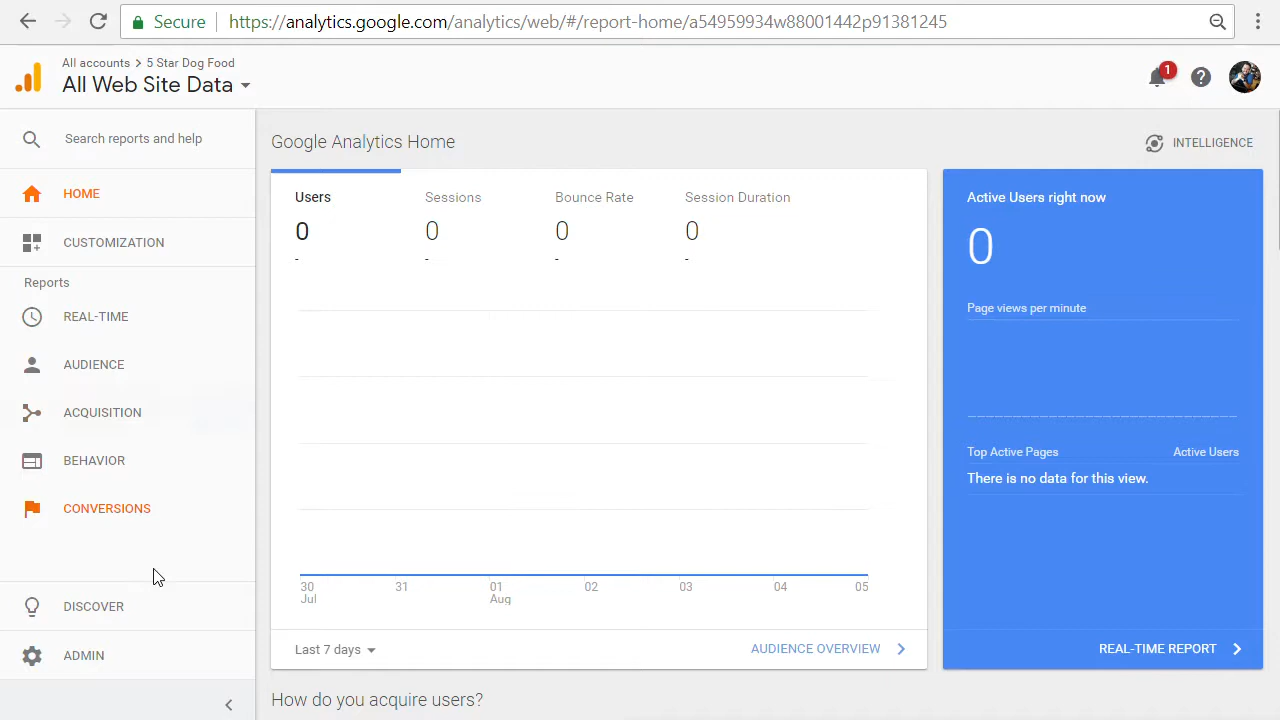 Secure
https://analytics.google.com/analytics/web/#/report-home/a54959934w88001442p91381245
All accounts > 5 Star Dog Food
All Web Site Data
1
Search reports and help
HOME
CUSTOMIZATION
Reports
REAL-TIME
AUDIENCE
ACQUISITION
BEHAVIOR
CONVERSIONS
DISCOVER
ADMIN
Google Analytics Home
INTELLIGENCE
Users Sessions Bounce Rate Session Duration
0 0 0 0
- - - -
30 31 01 02 03 04 05
Jul Aug
Last 7 days
AUDIENCE OVERVIEW
Active Users right now
0
Page views per minute
Top Active Pages Active Users
There is no data for this view.
REAL-TIME REPORT
How do you acquire users?